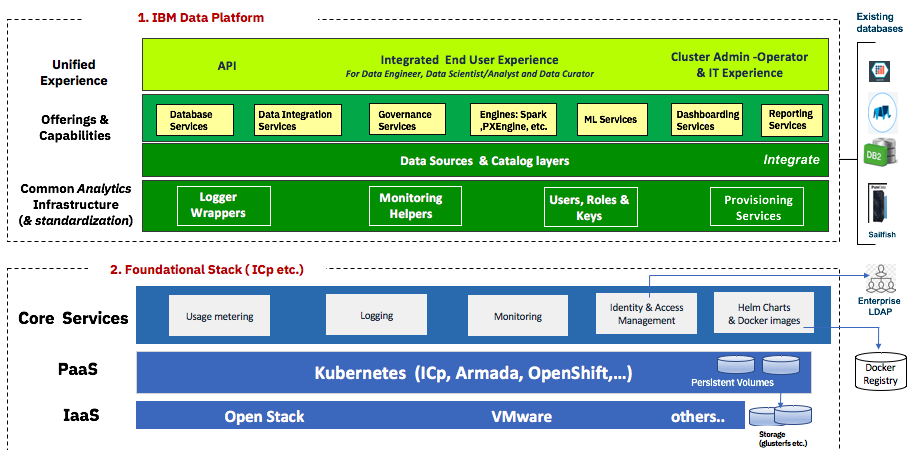 1. IBM Data Platform
Existing
databases
Unified
Experience
API
Integrated End User Experience
For Data Engineer, Data Scientist/Analyst and Data Curator
Cluster Admin -Operator
& IT Experience
Offerings &
Capabilities
Database
Services
Data Integration
Services
Governance
Services
Engines: Spark
,PXEngine, etc.
ML Services
Dashboarding
Services
Reporting
Services
Data Sources & Catalog layers
Integrate
DB2
Common Analytics
Infrastructure
(& standardization)
Logger
Wrappers
Monitoring
Helpers
Users, Roles &
Keys
Provisioning
Services
Sailfish
2. Foundational Stack ( ICp etc.)
Core Services
Usage metering
Logging
Monitoring
Identity & Access
Management
Helm Charts
& Docker images
Enterprise
LDAP
PaaS
Kubernetes (ICp, Armada, OpenShift,...)
Persistent Volumes
Docker
Registry
IaaS
Open Stack
VMware
others..
Storage
(glusterfs etc.)